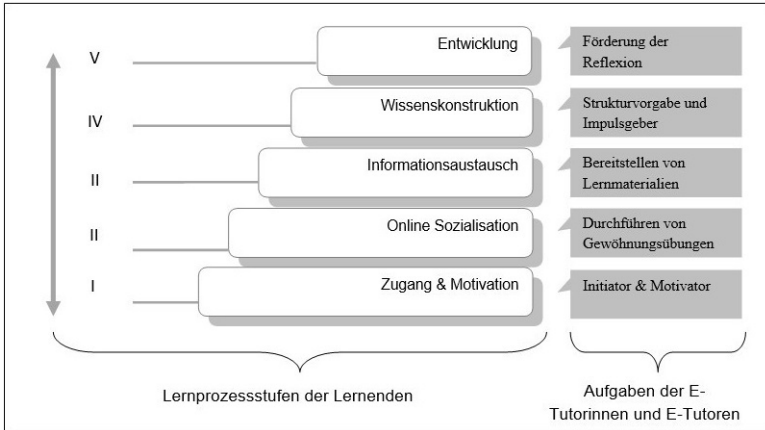 V
Entwicklung
Förderung der
Reflexion
IV
Wissenskonstruktion
Strukturvorgabe und
Impulsgeber
II
Informationsaustausch
Bereitstellen von
Lernmaterialien
II
Online Sozialisation
Durchführen von
Gewöhnungsübungen
I
Zugang & Motivation
Initiator & Motivator
Lernprozessstufen der Lernenden
Aufgaben der E-
Tutorinnen und E-Tutoren